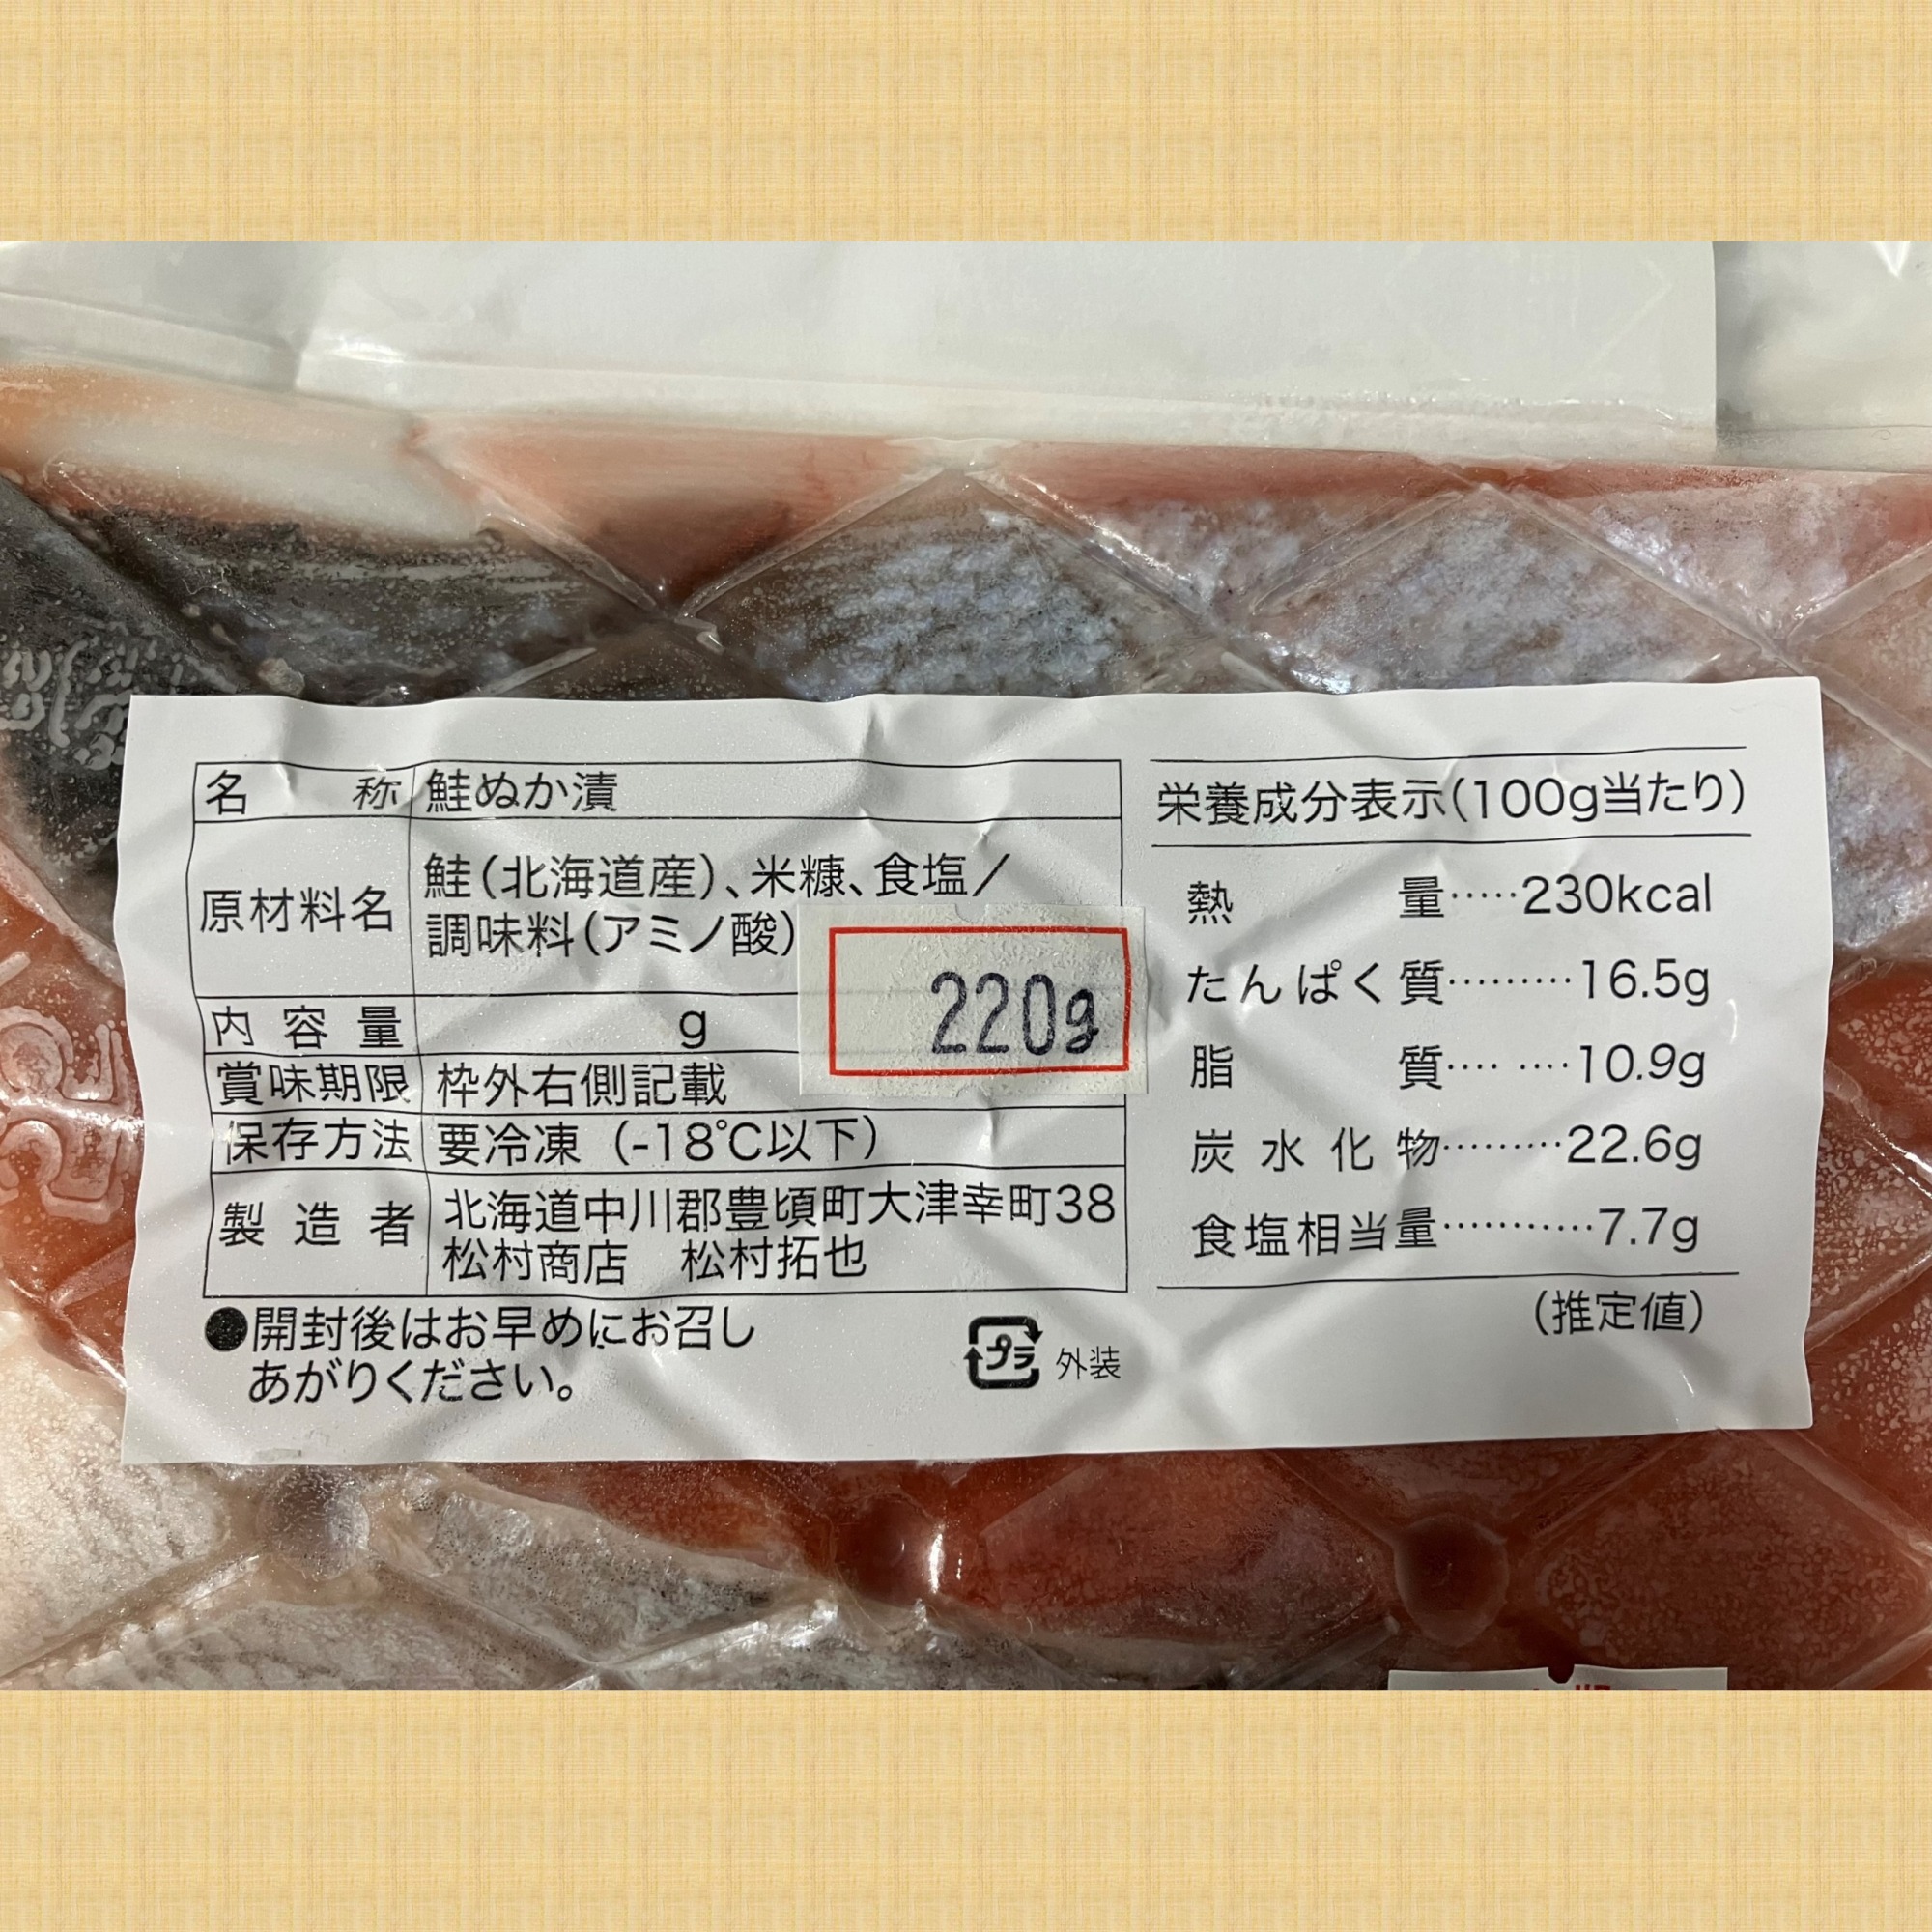 名 称 鮭ぬか漬
原材料名 鮭(北海道産)、米糠、食塩/
調味料(アミノ酸)
内容量 g 220g
賞味期限 枠外右側記載
保存方法 要冷凍 (-18℃以下)
製造者 北海道中川郡豊頃町大津幸町38
松村商店 松村拓也
●開封後はお早めにお召し
あがりください。
プラ 外装
栄養成分表示(100g当たり)
熱量……230kcal
たんぱく質………16.5g
脂質…. ….10.9g
炭水化物………22.6g
食塩相当量…………7.7g
(推定値)